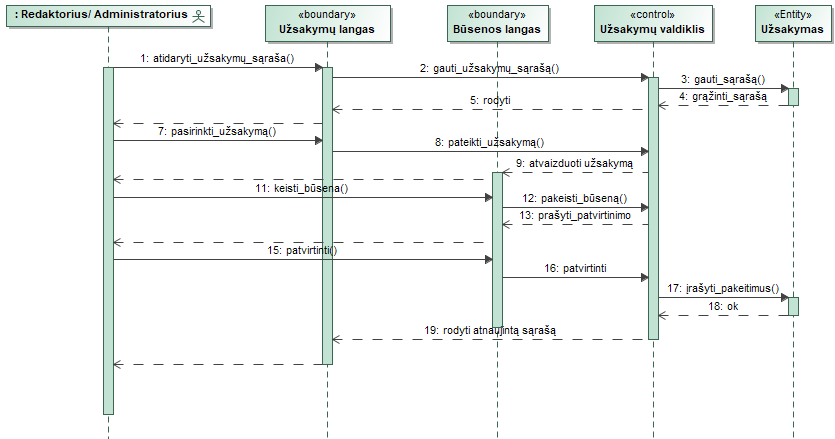 : Redaktorius/ Administratorius
«boundary»
Užsakymų langas
«boundary»
Būsenos langas
«control»
Užsakymų valdiklis
«Entity»
Užsakymas
1: atidaryti_užsakymų_sąraša()
2: gauti_užsakymų_sąrašą()
3: gauti_sąrašą()
4: grąžinti_sąrašą
5: rodyti
7: pasirinkti_užsakymą()
8: pateikti_užsakymą()
9: atvaizduoti užsakymą
11: keisti_būsena()
12: pakeisti_būseną()
13: prašyti_patvirtinimo
15: patvirtinti()
16: patvirtinti
17: įrašyti_pakeitimus()
18: ok
19: rodyti atnaujintą sąrašą